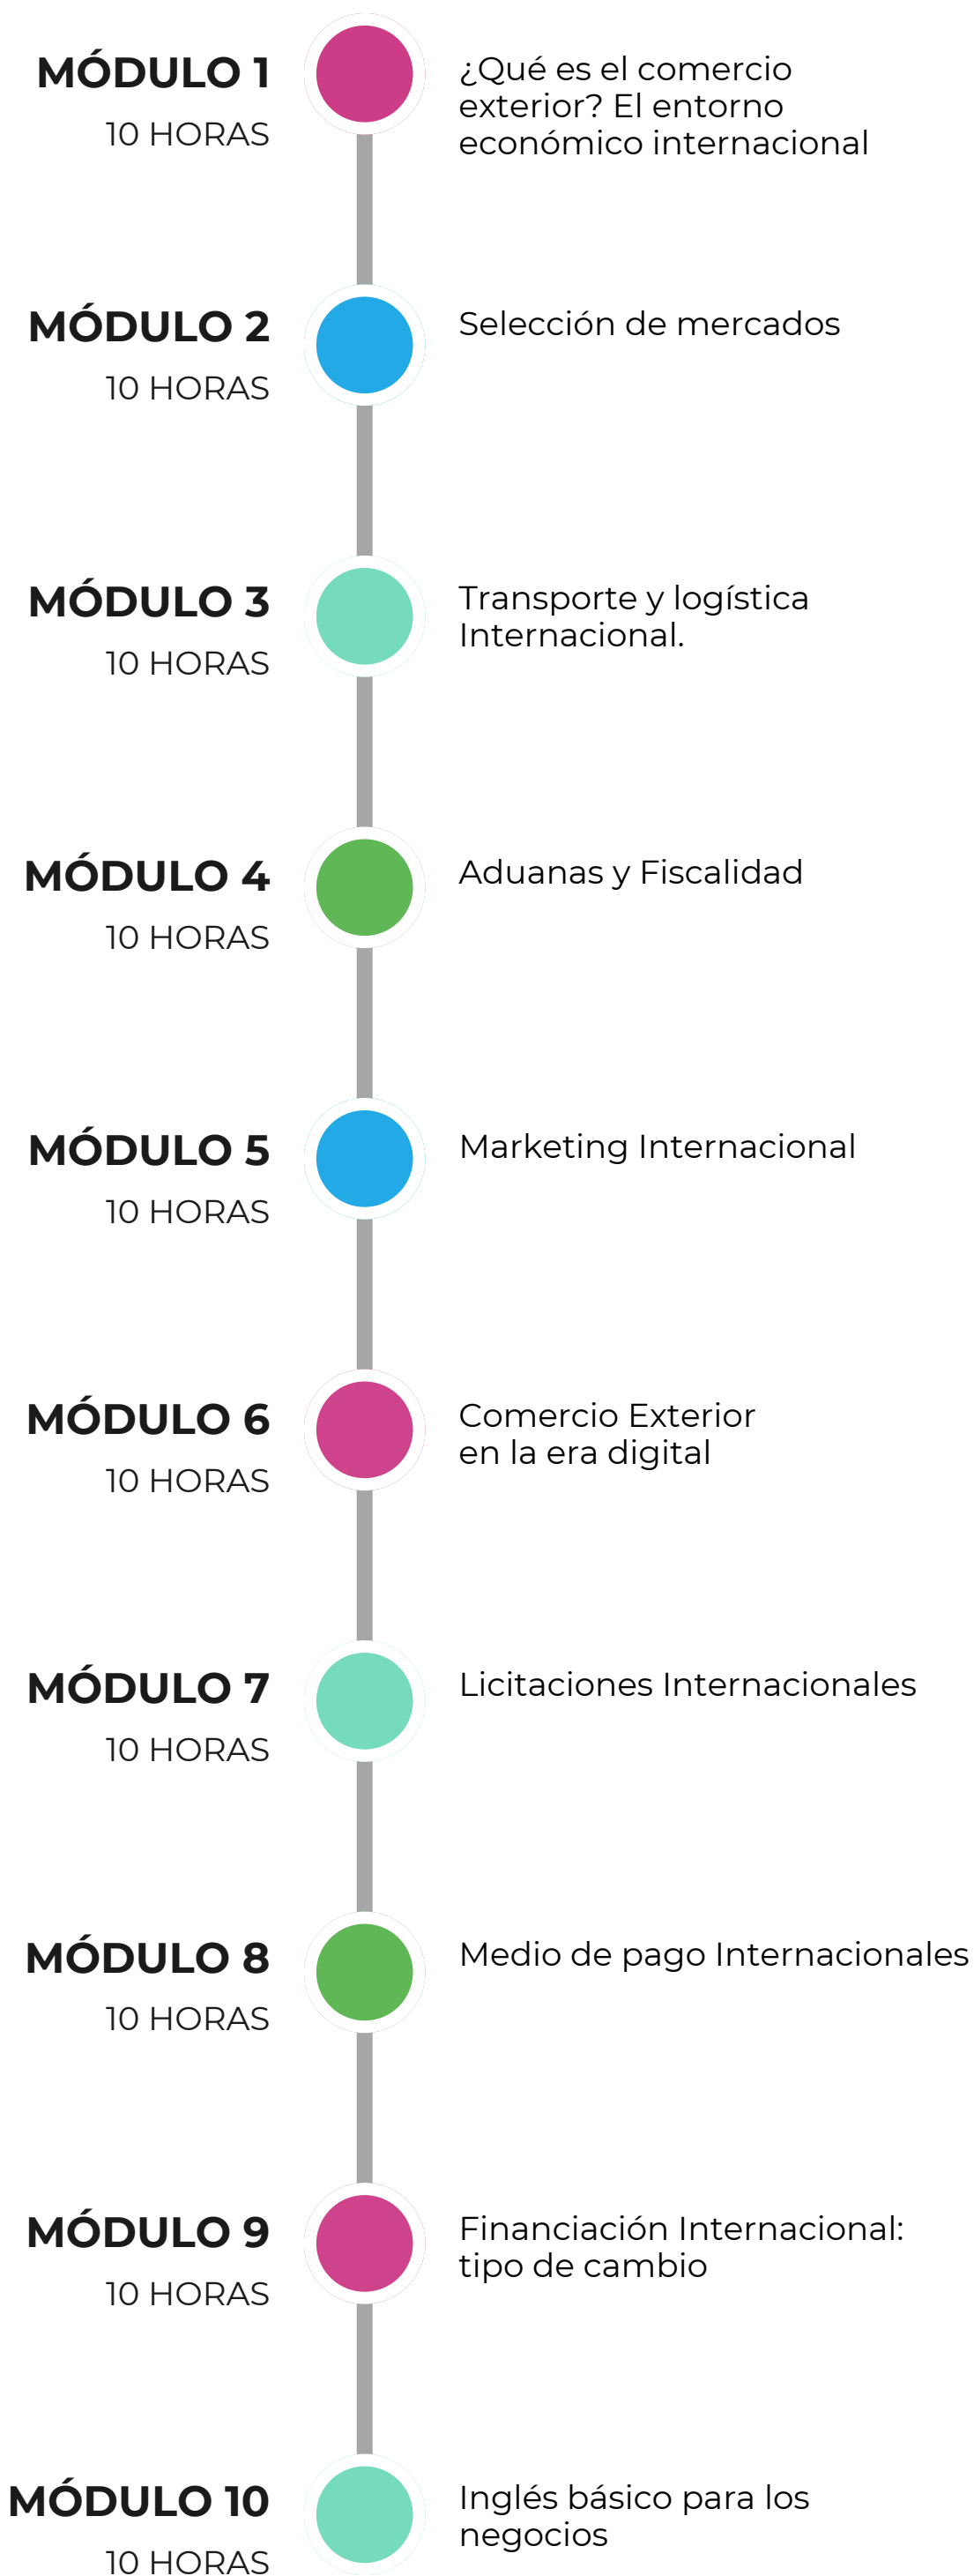 MÓDULO 1
10 HORAS
¿Qué es el comercio
exterior? El entorno
económico internacional
MÓDULO 2
10 HORAS
Selección de mercados
MÓDULO 3
10 HORAS
Transporte y logística
Internacional.
MÓDULO 4
10 HORAS
Aduanas y Fiscalidad
MÓDULO 5
10 HORAS
Marketing Internacional
MÓDULO 6
10 HORAS
Comercio Exterior
en la era digital
MÓDULO 7
10 HORAS
Licitaciones Internacionales
MÓDULO 8
10 HORAS
Medio de pago Internacionales
MÓDULO 9
10 HORAS
Financiación Internacional:
tipo de cambio
MÓDULO 10
10 HORAS
Inglés básico para los
negocios